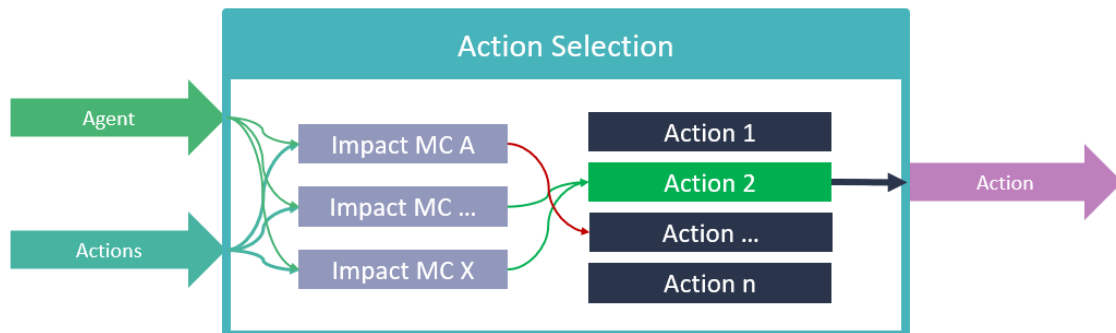 Action Selection
Agent
Actions
Impact MC A
Impact MC ...
Impact MC X
Action 1
Action 2
Action ...
Action n
Action